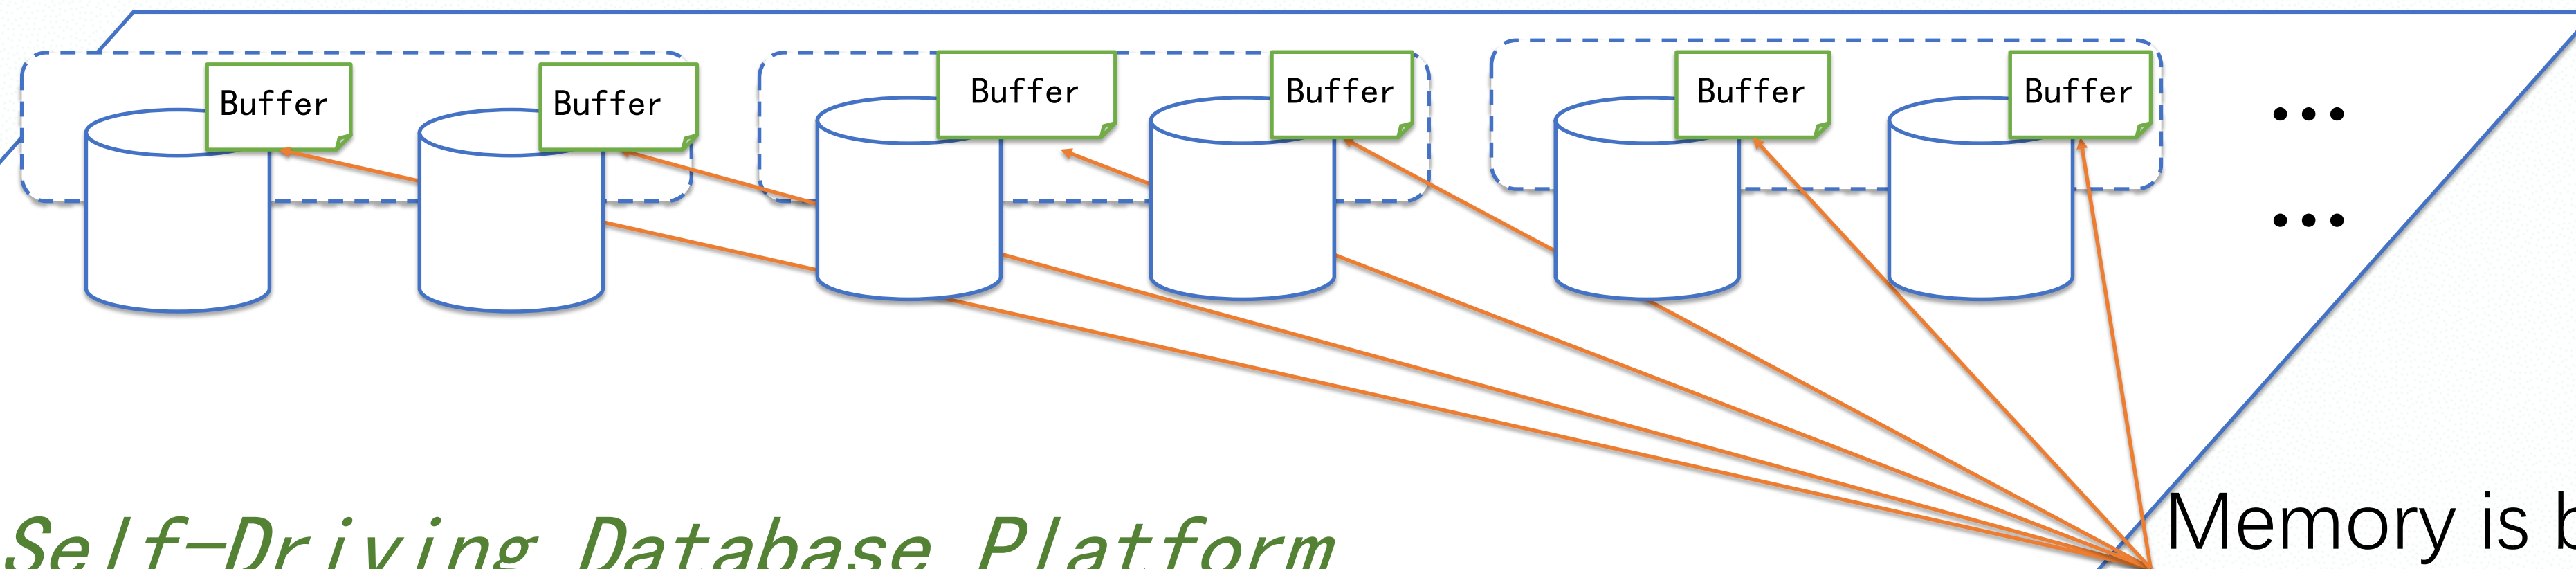 Buffer
Buffer
Buffer
Buffer
Buffer
Buffer
...
...
Self-Driving Database Platform
Memory is